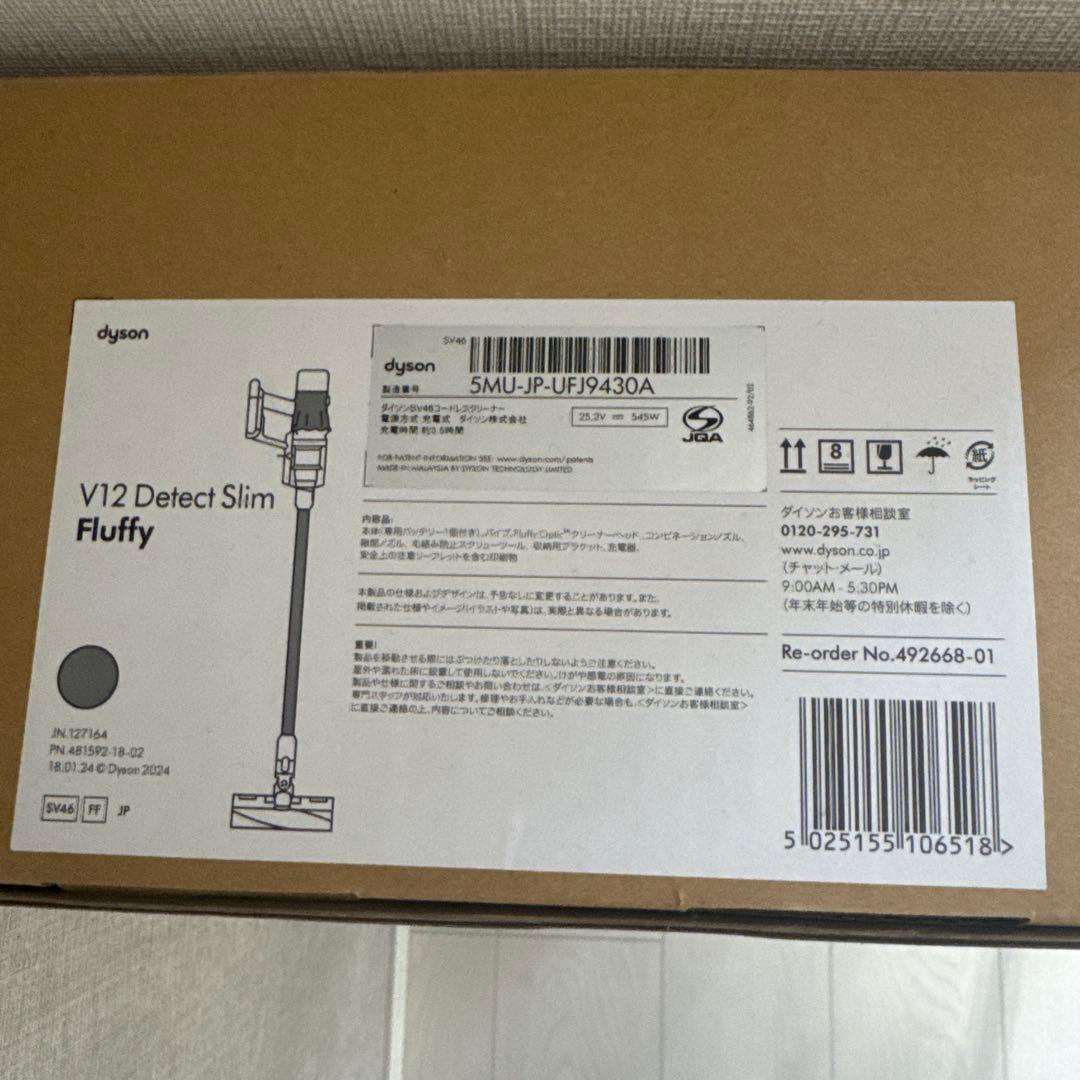 dyson
V12 Detect Slim
Fluffy
JN.127164
PN.481592-18-02
18.01.24 © Dyson 2024
SV46 FF JP
SV46
dyson
製造番号
5MU-JP-UFJ9430A
ダイソンSV46コードレスクリーナー
電源方式 充電式 ダイソン株式会社
充電時間 約3.5時間
25.2V ⎓ 545W
JQA
FOR PATENT INFORMATION SEE: www.dyson.com/patents
MADE IN MALAYSIA BY DYSON TECHNOLOGY LIMITED
内容品:
本体(専用バッテリー1個付き)、パイプ、Fluffy Optic™クリーナーヘッド、コンビネーションノズル、
隙間ノズル、毛絡み防止スクリューツール、収納用ブラケット、充電器、
安全上の注意リーフレットを含む印刷物
本製品の仕様およびデザインは、予告なしに変更することがあります。また、
掲載された仕様やイメージ(イラストや写真)は、実際と異なる場合があります。
重要!
製品を移動させる際にはぶつけたり落としたりしないようご注意ください。
屋外や濡れた床に設置して使用しないでください。けがや感電の原因になります。
製品や仕様に関するご相談やお問い合わせは、<ダイソンお客様相談室>に直接ご連絡ください。
専門スタッフが対応いたします。修理やお手入れなどが必要な場合も、<ダイソンお客様相談室>
に直接ご連絡の上、内容についてご相談ください。
8
紙
ラッピング
シート
ダイソンお客様相談室
0120-295-731
www.dyson.co.jp
(チャット・メール)
9:00AM - 5.30PM
(年末年始等の特別休暇を除く)
Re-order No.492668-01
5 025155 106518 >